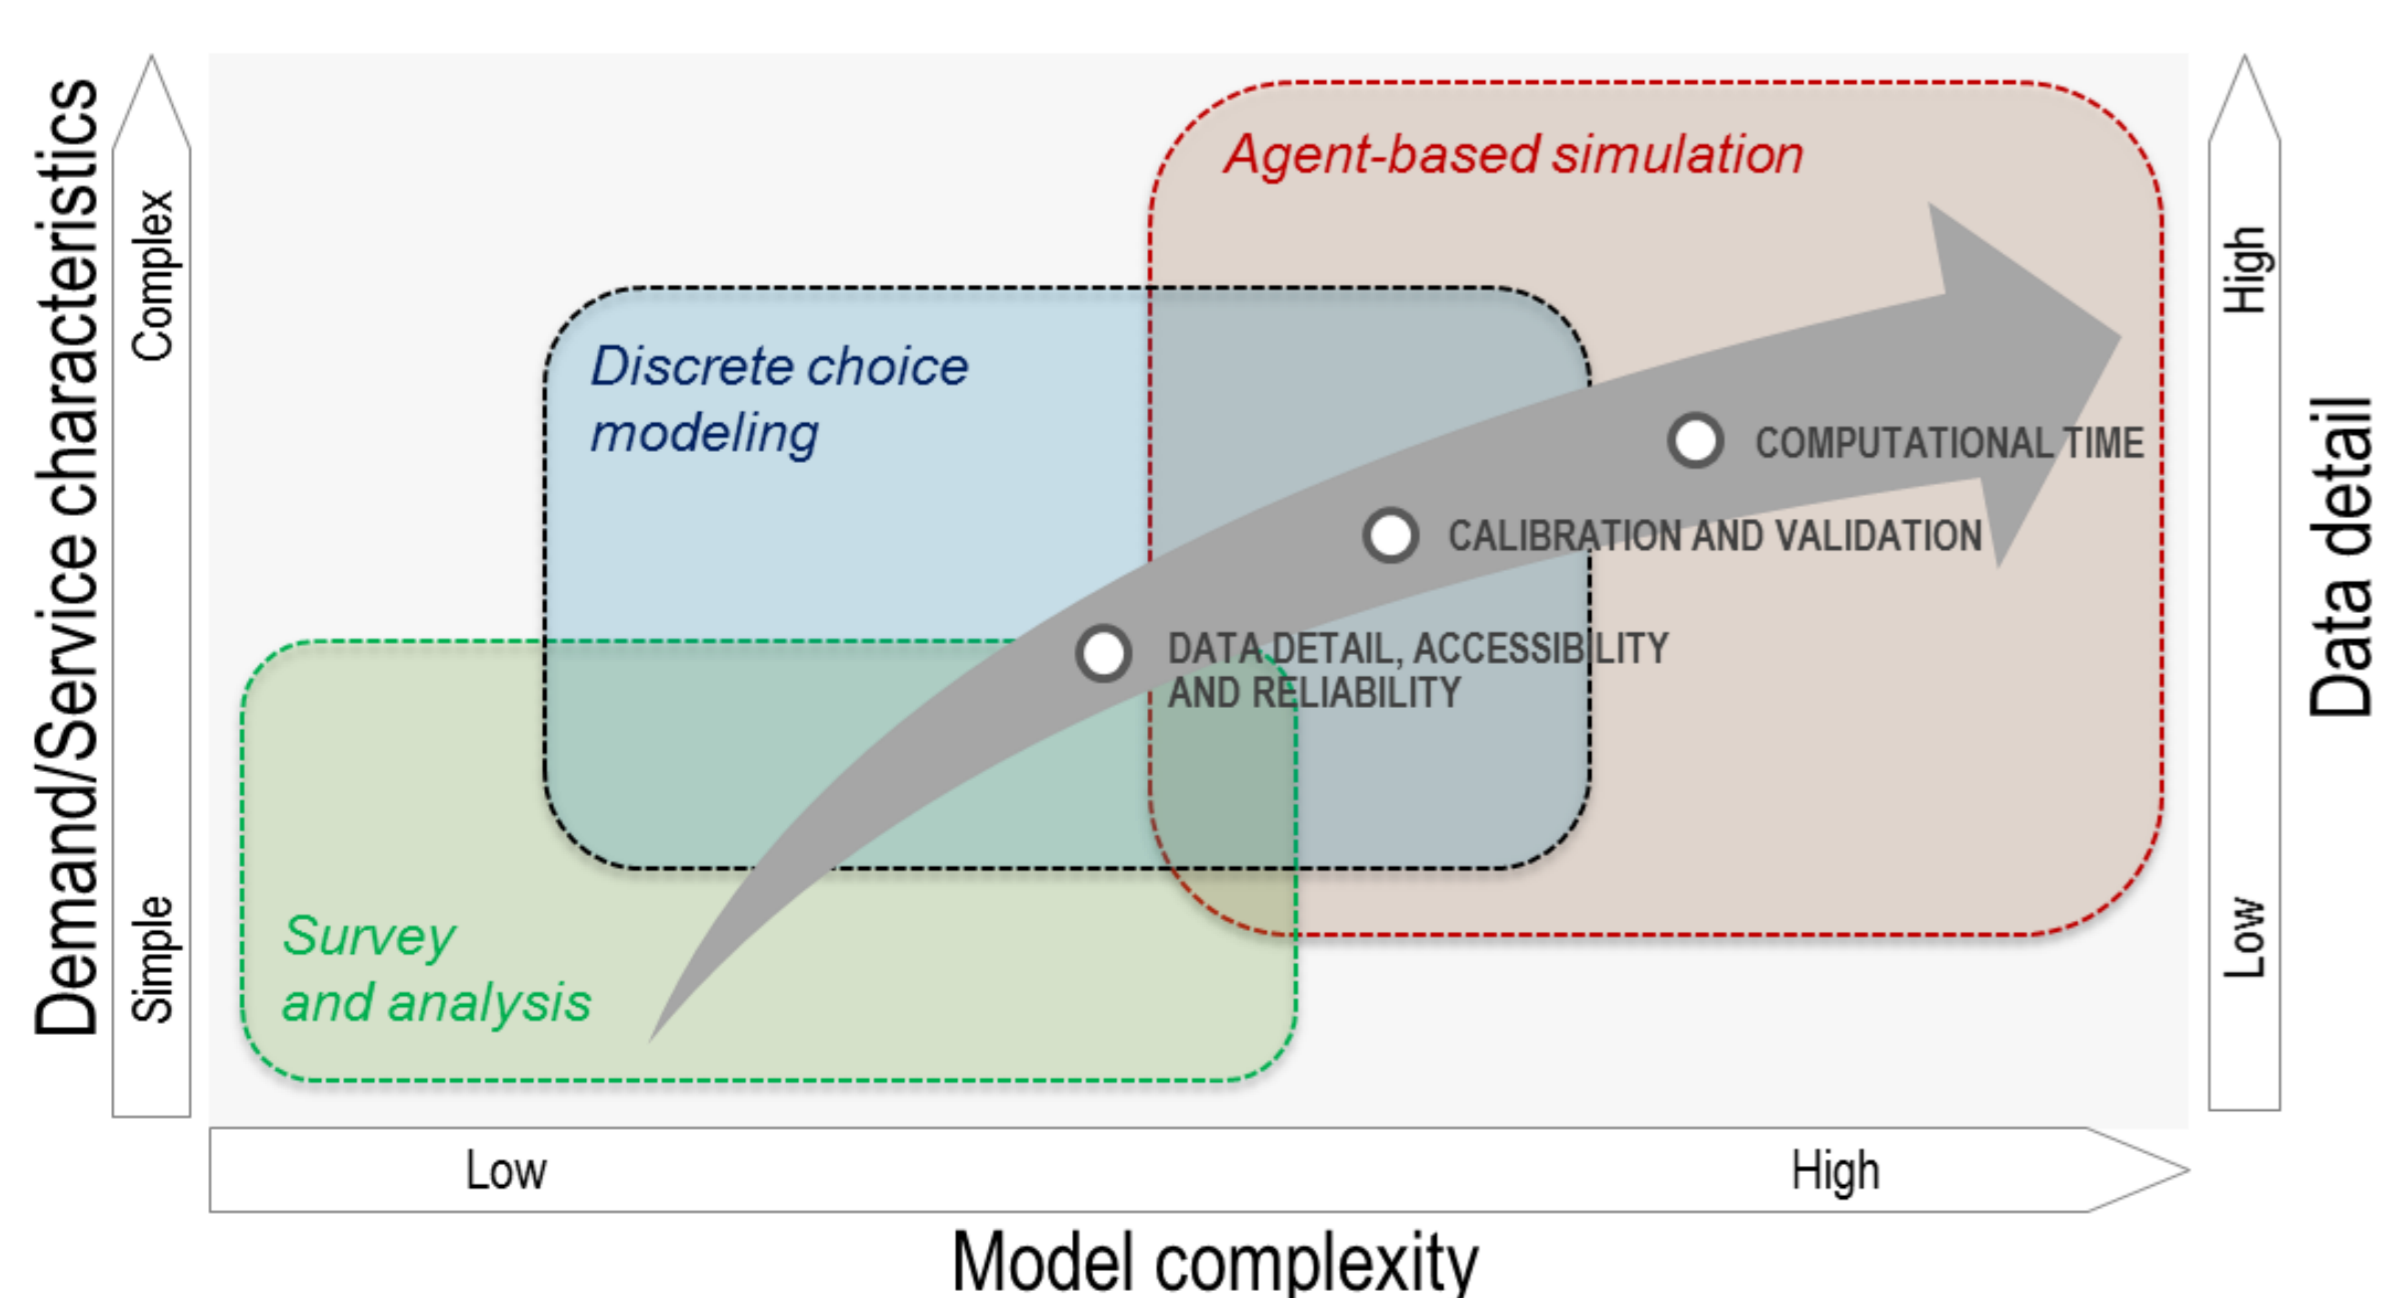 Demand/Service characteristics
Complex
Simple
Agent-based simulation
Discrete choice
modeling
COMPUTATIONAL TIME
CALIBRATION AND VALIDATION
DATA DETAIL, ACCESSIBILITY
AND RELIABILITY
Survey
and analysis
High
Low
Data detail
Low
High
Model complexity